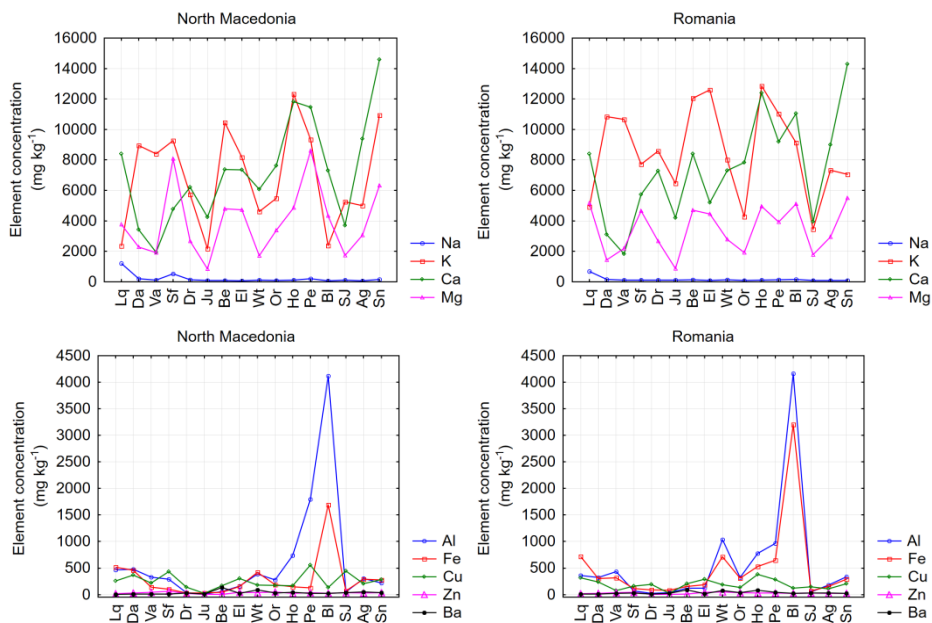 North Macedonia
Element concentration
(mg kg-1)
16000
14000
12000
10000
8000
6000
4000
2000
0
Lq Da Va Sf Dr Ju Be El Wt Or Ho Pe Bl SJ Ag Sn
Na
K
Ca
Mg
Romania
Element concentration
(mg kg-1)
16000
14000
12000
10000
8000
6000
4000
2000
0
Lq Da Va Sf Dr Ju Be El Wt Or Ho Pe Bl SJ Ag Sn
Na
K
Ca
Mg
North Macedonia
Element concentration
(mg kg-1)
4500
4000
3500
3000
2500
2000
1500
1000
500
0
Lq Da Va Sf Dr Ju Be El Wt Or Ho Pe Bl SJ Ag Sn
Al
Fe
Cu
Zn
Ba
Romania
Element concentration
(mg kg-1)
4500
4000
3500
3000
2500
2000
1500
1000
500
0
Lq Da Va Sf Dr Ju Be El Wt Or Ho Pe Bl SJ Ag Sn
Al
Fe
Cu
Zn
Ba